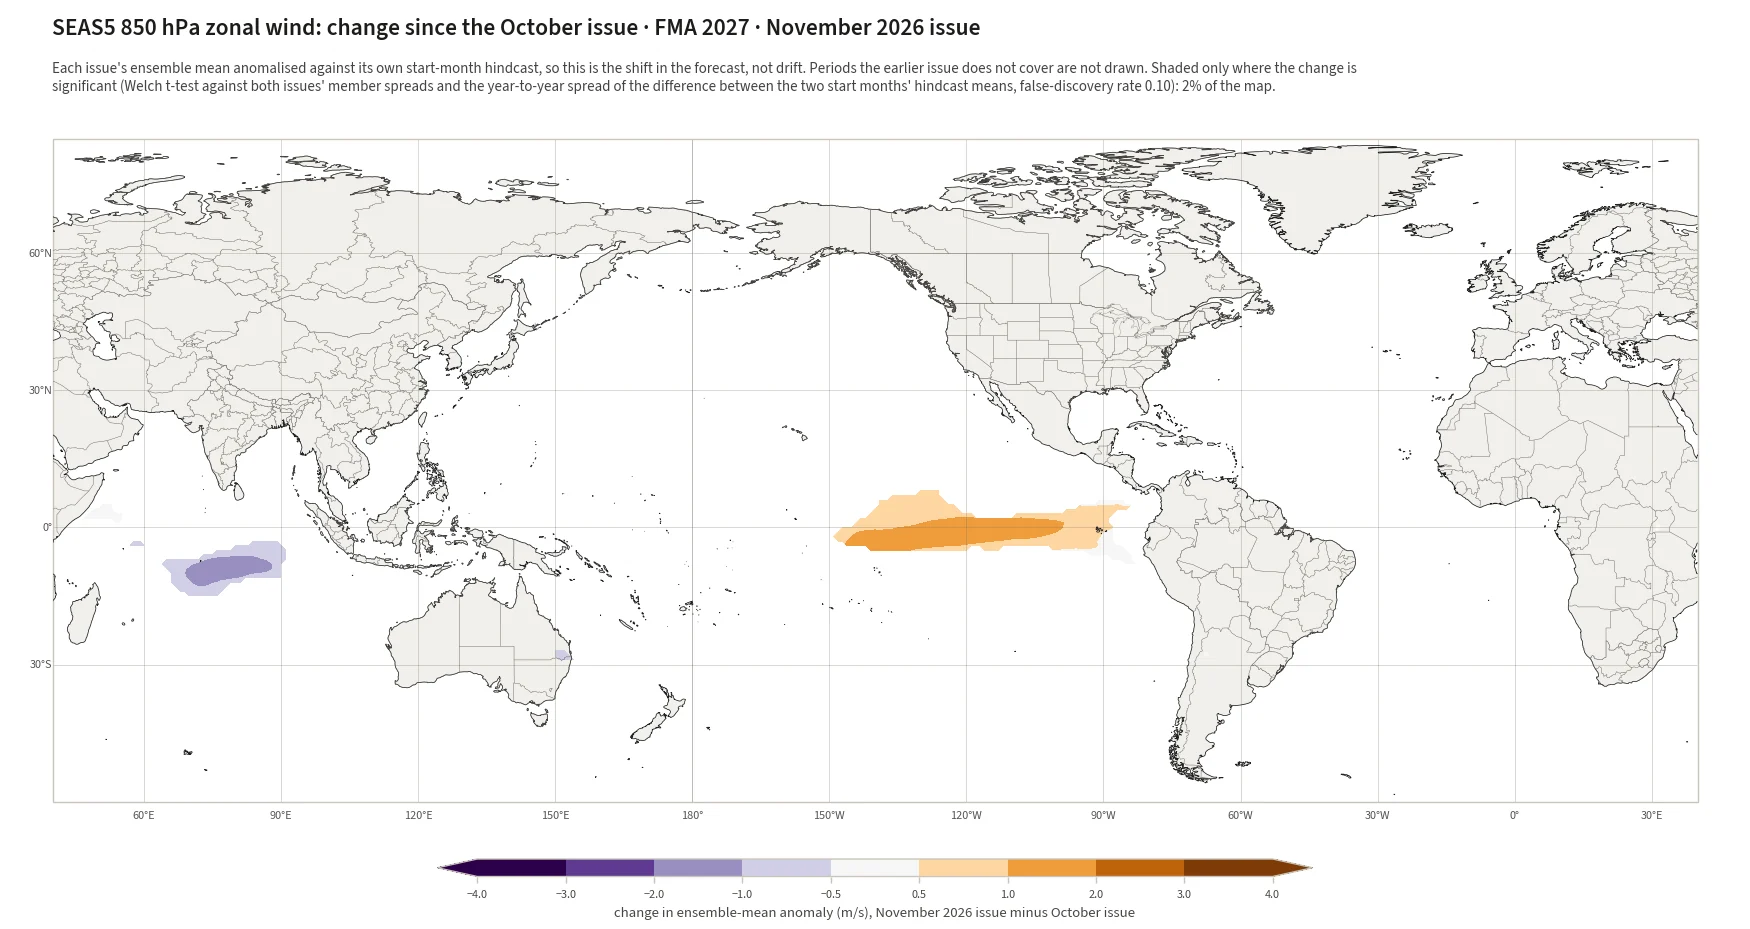 SEAS5 850 hPa zonal wind: change since the October issue · FMA 2027 · November 2026 issue
Each issue's ensemble mean anomalised against its own start-month hindcast, so this is the shift in the forecast, not drift. Periods the earlier issue does not cover are not drawn. Shaded only where the change is
significant (Welch t-test against both issues' member spreads and the year-to-year spread of the difference between the two start months' hindcast means, false-discovery rate 0.10): 2% of the map.
60°N
30°N
0°
30°S
60°E 90°E 120°E 150°E 180° 150°W 120°W 90°W 60°W 30°W 0° 30°E
−4.0 −3.0 −2.0 −1.0 −0.5 0.5 1.0 2.0 3.0 4.0
change in ensemble-mean anomaly (m/s), November 2026 issue minus October issue